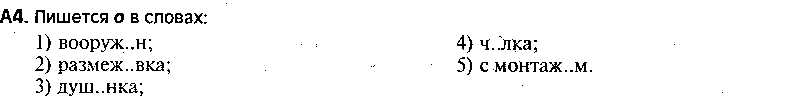 А4. Пишется о в словах:
1) вооруж..н; 4) ч..лка;
2) размеж..вка; 5) с монтаж..м.
3) душ..нка;